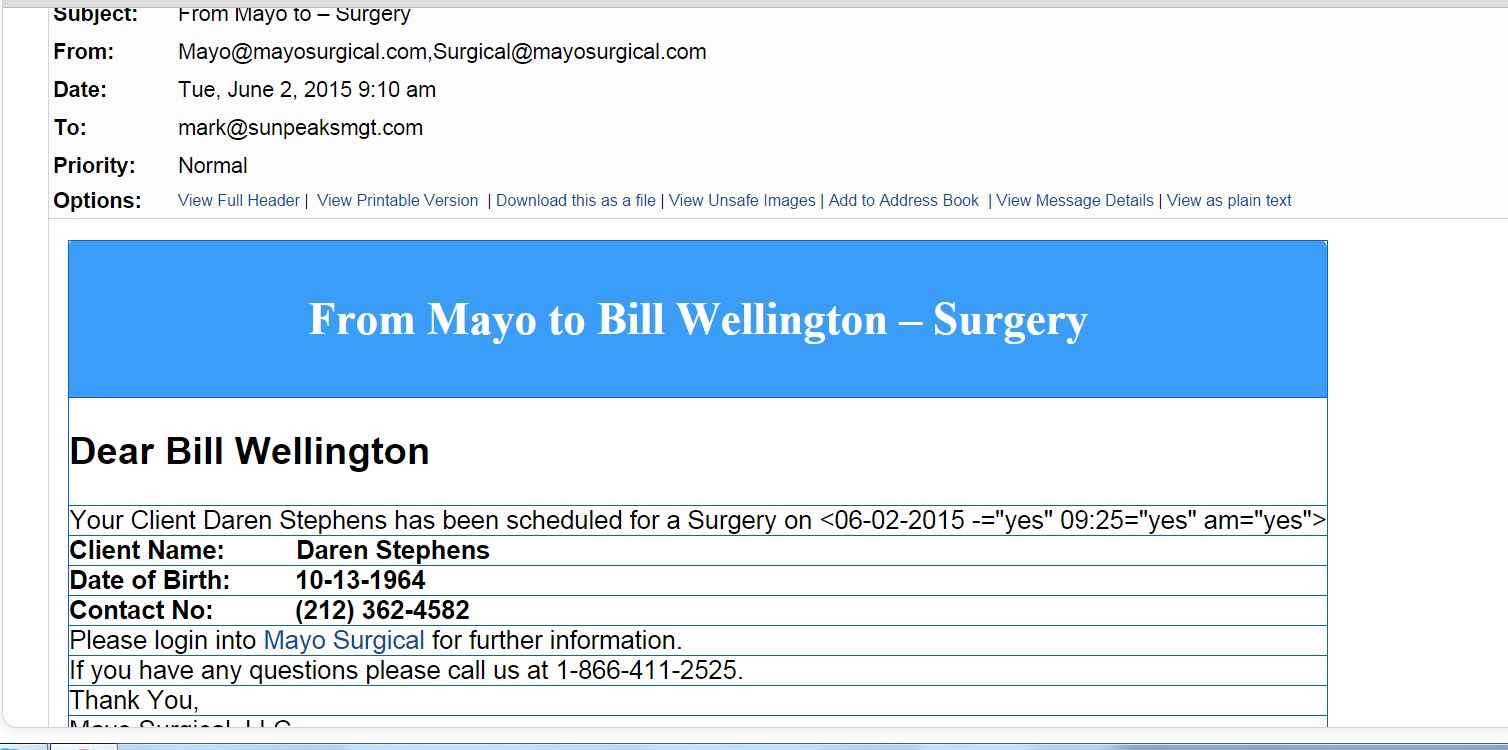 Subject: From Mayo to – Surgery
From: Mayo@mayosurgical.com,Surgical@mayosurgical.com
Date: Tue, June 2, 2015 9:10 am
To: mark@sunpeaksmgt.com
Priority: Normal
Options: View Full Header | View Printable Version | Download this as a file | View Unsafe Images | Add to Address Book | View Message Details | View as plain text
From Mayo to Bill Wellington – Surgery
Dear Bill Wellington
Your Client Daren Stephens has been scheduled for a Surgery on <06-02-2015 -="yes" 09:25="yes" am="yes">
Client Name: Daren Stephens
Date of Birth: 10-13-1964
Contact No: (212) 362-4582
Please login into Mayo Surgical for further information.
If you have any questions please call us at 1-866-411-2525.
Thank You,
Mayo Surgical, LLC